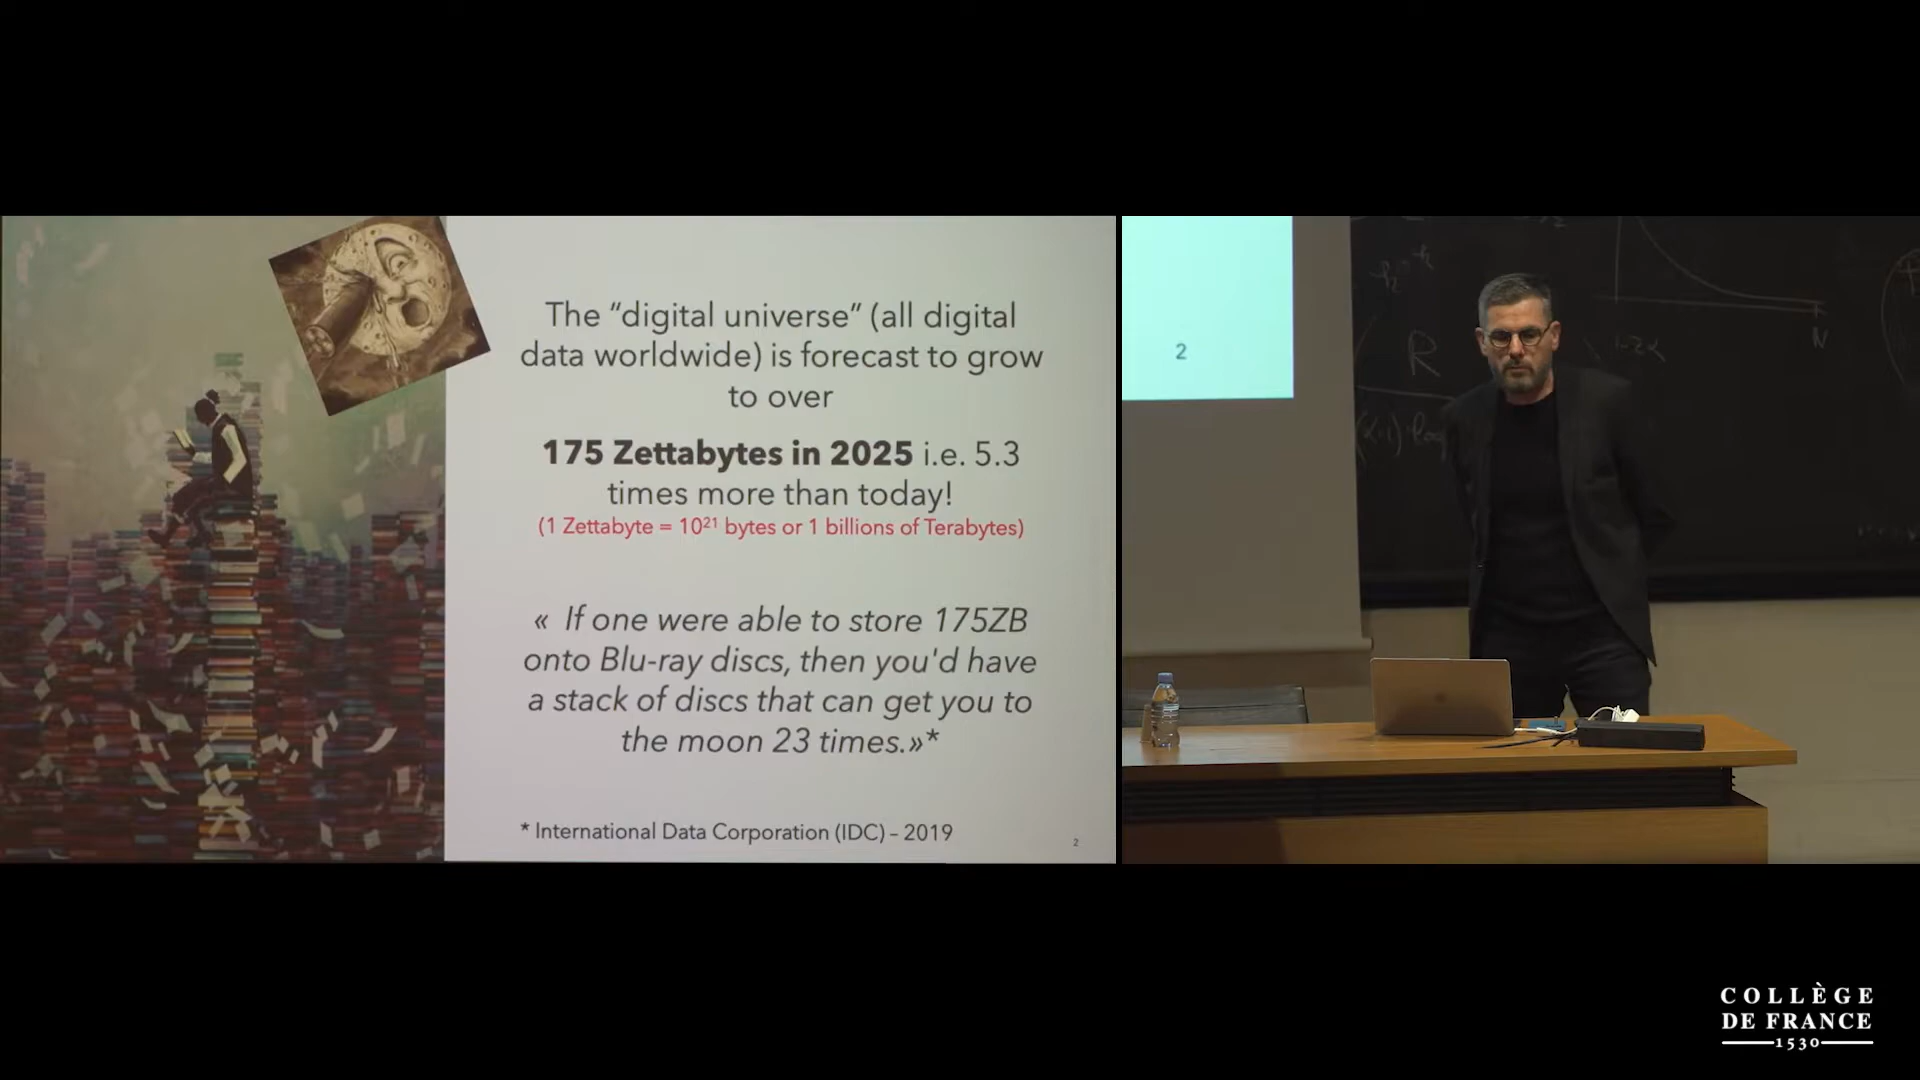 The “digital universe” (all digital
data worldwide) is forecast to grow
to over
175 Zettabytes in 2025 i.e. 5.3
times more than today!
(1 Zettabyte = 10²¹ bytes or 1 billions of Terabytes)
« If one were able to store 175ZB
onto Blu-ray discs, then you'd have
a stack of discs that can get you to
the moon 23 times.»*
* International Data Corporation (IDC) – 2019
2
2
R
N
1-2α
COLLÈGE
DE FRANCE
1530